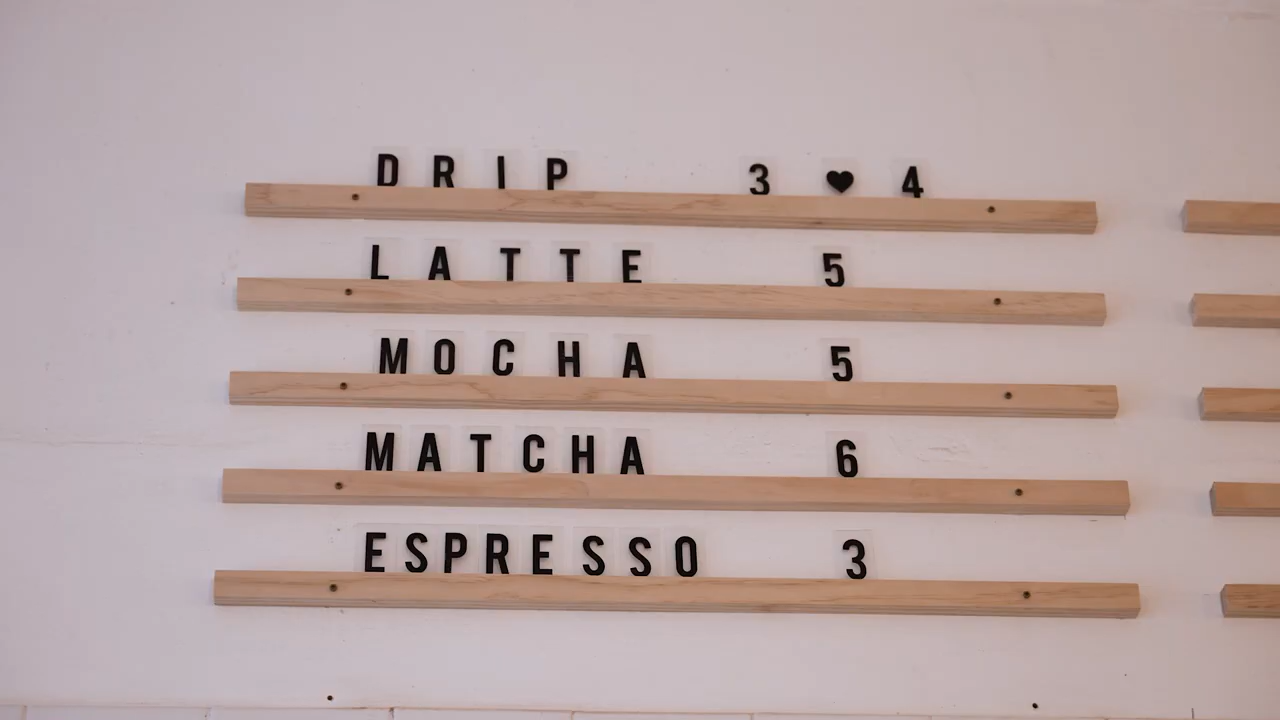 DRIP 3 ♥ 4
LATTE 5
MOCHA 5
MATCHA 6
ESPRESSO 3